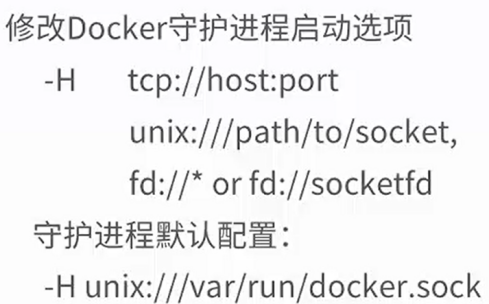 修改Docker守护进程启动选项
-H tcp://host:port
unix:///path/to/socket,
fd://* or fd://socketfd
守护进程默认配置：
-H unix:///var/run/docker.sock